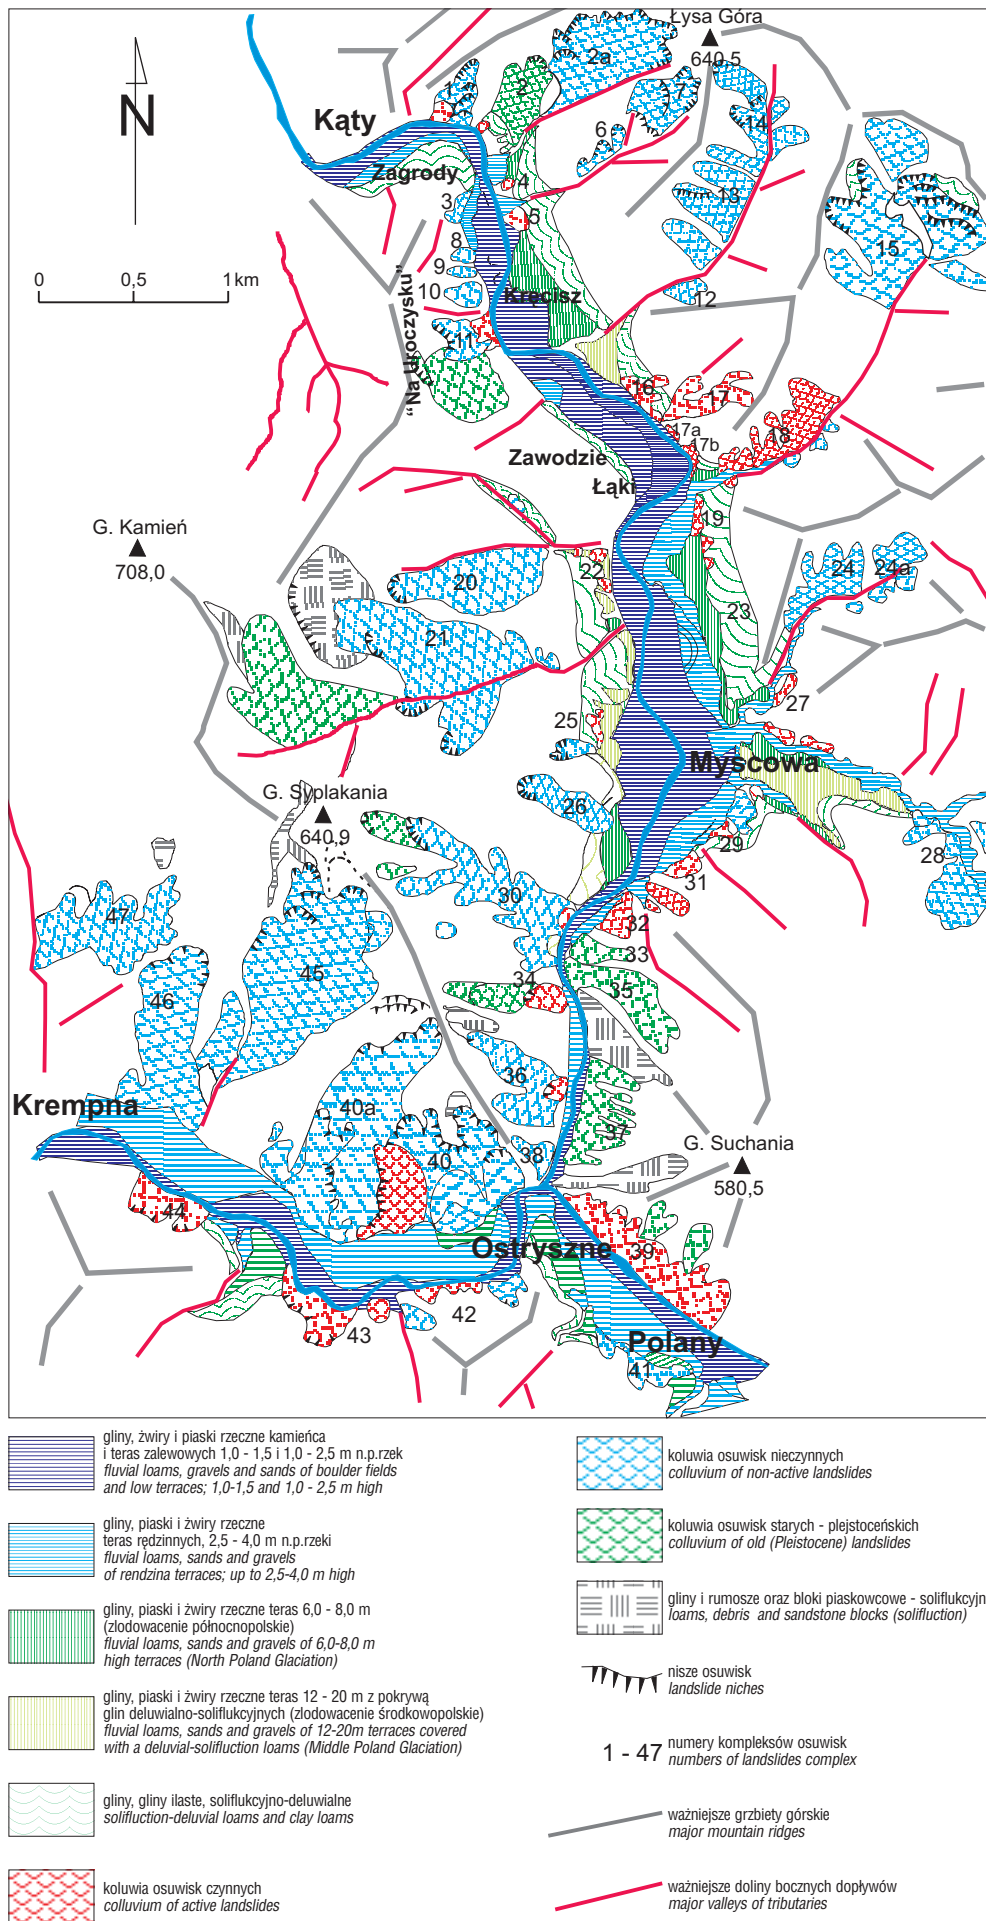 Łysa Góra
640,5
N
Kąty
Zagrody
1
2
2a
7
6
14
4
3
5
13
8
9
10
15
0
0,5
1 km
Kręcisz
12
11
"Na Uroczysku"
16
17
17a
17b
18
Zawodzie
Łąki
19
G. Kamień
708,0
20
22
24
24a
23
21
25
27
Myscowa
G. Syplakania
640,9
26
29
28
30
31
32
47
33
45
34
35
46
36
Krempna
40a
37
40
38
G. Suchania
580,5
44
Ostryszne
39
42
43
Polany
41
gliny, żwiry i piaski rzeczne kamieńca
i teras zalewowych 1,0 - 1,5 i 1,0 - 2,5 m n.p.rzek
fluvial loams, gravels and sands of boulder fields
and low terraces; 1,0-1,5 and 1,0 - 2,5 m high
gliny, piaski i żwiry rzeczne
teras rędzinnych, 2,5 - 4,0 m n.p.rzeki
fluvial loams, sands and gravels
of rendzina terraces; up to 2,5-4,0 m high
gliny, piaski i żwiry rzeczne teras 6,0 - 8,0 m
(zlodowacenie północnopolskie)
fluvial loams, sands and gravels of 6,0-8,0 m
high terraces (North Poland Glaciation)
gliny, piaski i żwiry rzeczne teras 12 - 20 m z pokrywą
glin deluwialno-soliflukcyjnych (zlodowacenie środkowopolskie)
fluvial loams, sands and gravels of 12-20m terraces covered
with a deluvial-solifluction loams (Middle Poland Glaciation)
gliny, gliny ilaste, soliflukcyjno-deluwialne
solifluction-deluvial loams and clay loams
koluwia osuwisk czynnych
colluvium of active landslides
koluwia osuwisk nieczynnych
colluvium of non-active landslides
koluwia osuwisk starych - plejstoceńskich
colluvium of old (Pleistocene) landslides
gliny i rumosze oraz bloki piaskowcowe - soliflukcyjn
loams, debris and sandstone blocks (solifluction)
nisze osuwisk
landslide niches
1 - 47
numery kompleksów osuwisk
numbers of landslides complex
ważniejsze grzbiety górskie
major mountain ridges
ważniejsze doliny bocznych dopływów
major valleys of tributaries